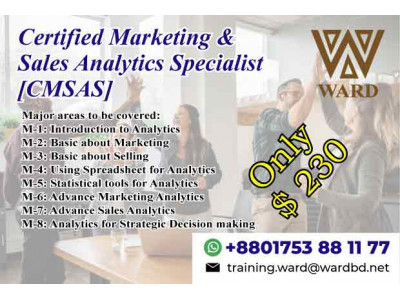 Certified Marketing &
Sales Analytics Specialist
[CMSAS]
WARD
Major areas to be covered:
M-1: Introduction to Analytics
M-2: Basic about Marketing
M-3: Basic about Selling
M-4: Using Spreadsheet for Analytics
M-5: Statistical tools for Analytics
M-6: Advance Marketing Analytics
M-7: Advance Sales Analytics
M-8: Analytics for Strategic Decision making
Only
$ 230
+8801753 88 11 77
training.ward@wardbd.net